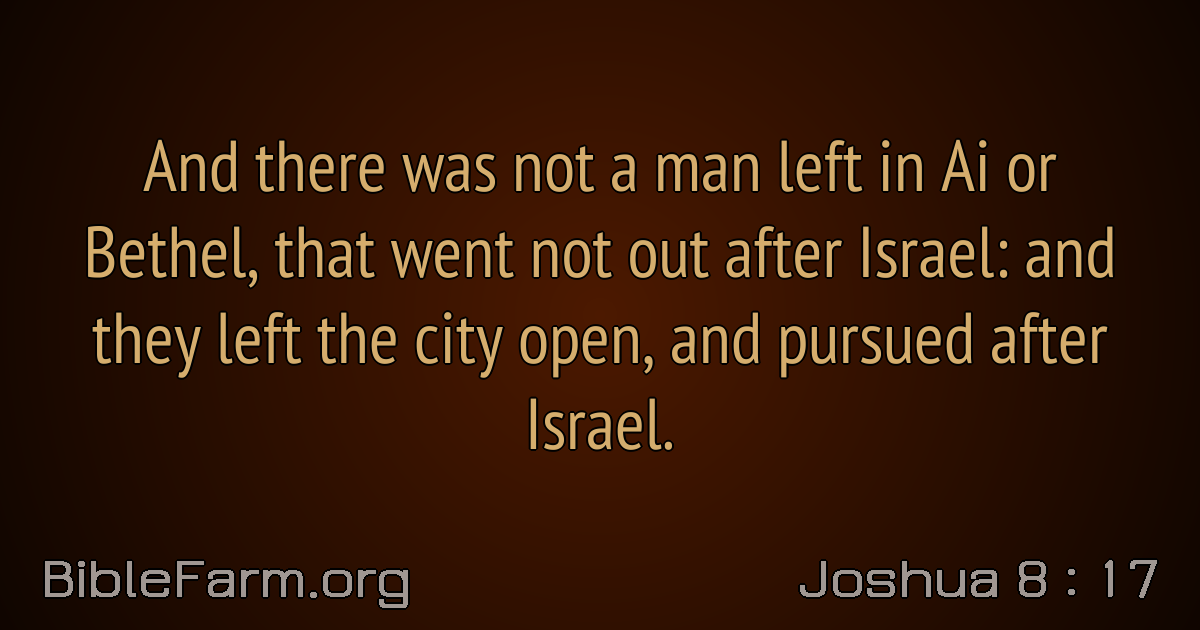 And there was not a man left in Ai or
Bethel, that went not out after Israel: and
they left the city open, and pursued after
Israel.
BibleFarm.org
Joshua 8 : 17